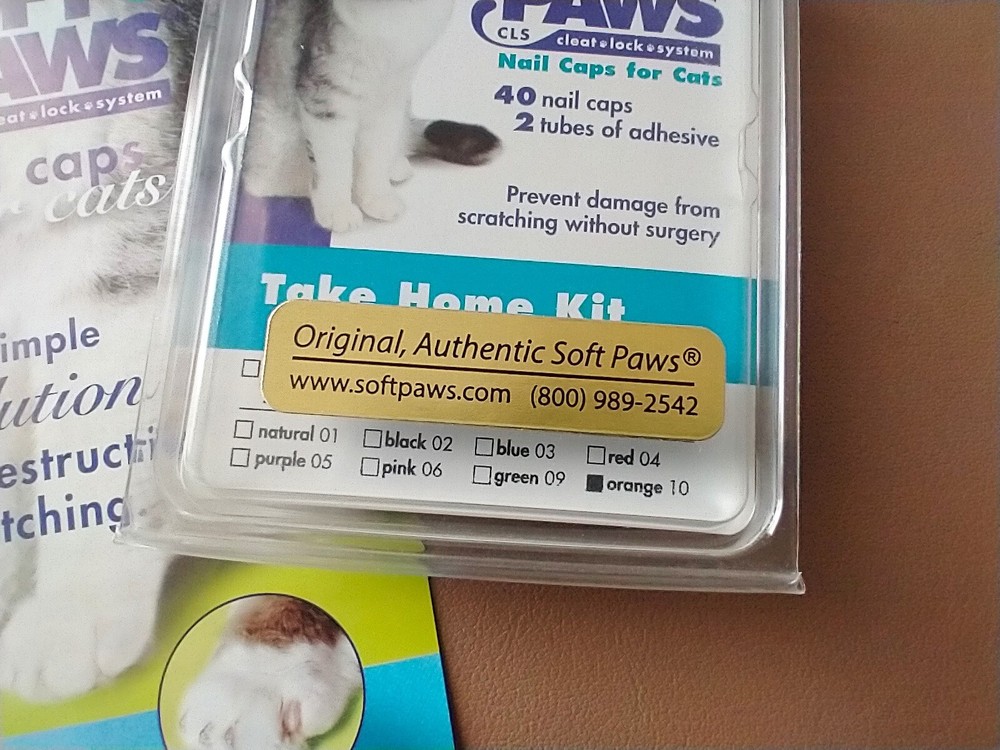 AWS
eat•lock•system
caps
cats
imple
ution
estructi
tching
PAWS
CLS cleat•lock•system
Nail Caps for Cats
40 nail caps
2 tubes of adhesive
Prevent damage from
scratching without surgery
Take Home Kit
Original, Authentic Soft Paws®
www.softpaws.com (800) 989-2542
natural 01 black 02 blue 03 red 04
purple 05 pink 06 green 09 orange 10